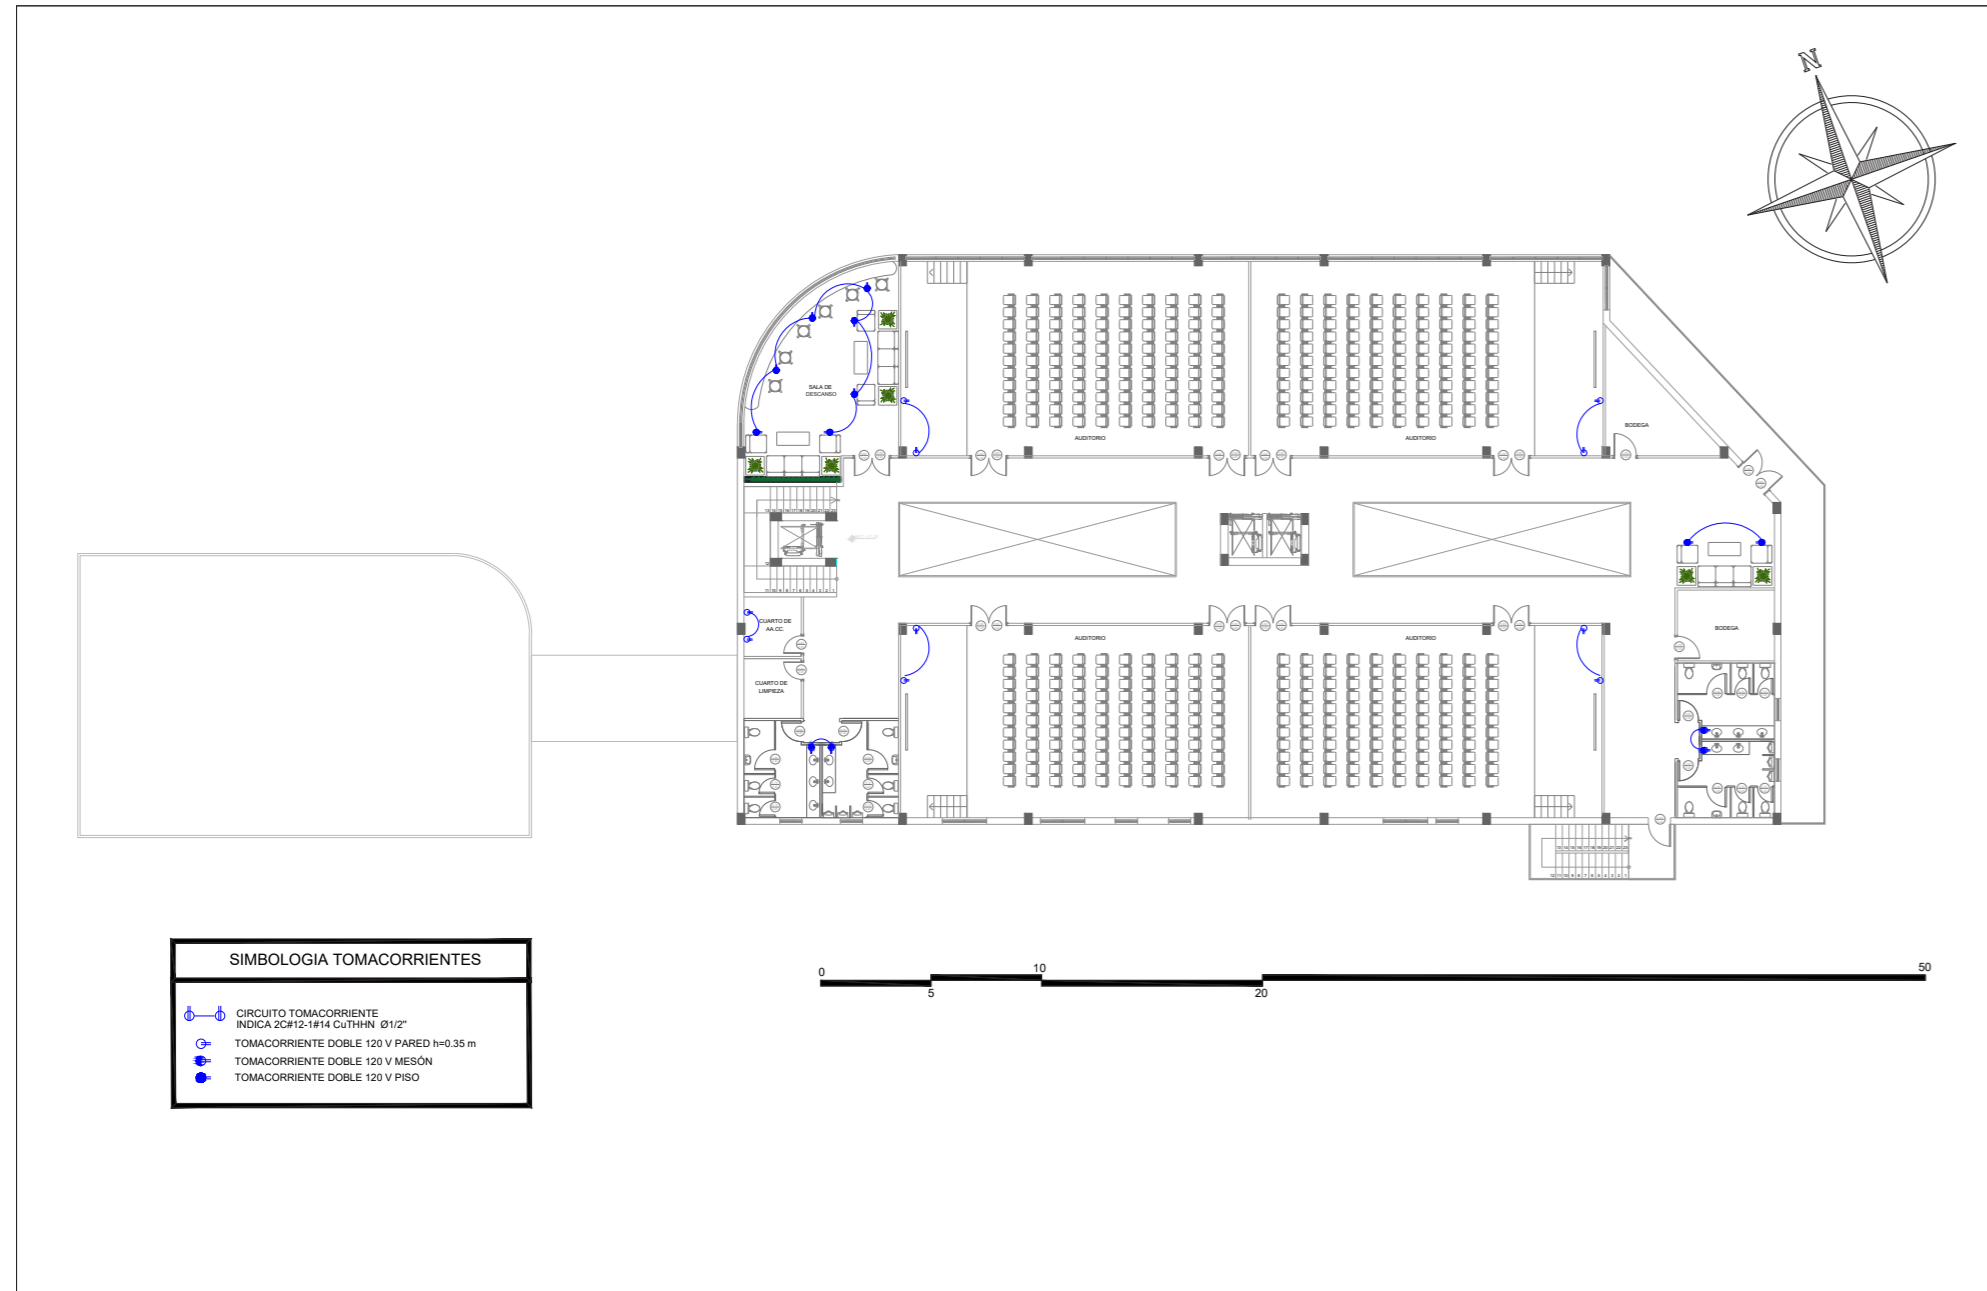 N
SALA DE
DESCANSO
AUDITORIO
AUDITORIO
BODEGA
CUARTO DE
AA.CC.
AUDITORIO
AUDITORIO
BODEGA
CUARTO DE
LIMPIEZA
SIMBOLOGIA TOMACORRIENTES
CIRCUITO TOMACORRIENTE
INDICA 2C#12-1#14 CuTHHN Ø1/2"
TOMACORRIENTE DOBLE 120 V PARED h=0.35 m
TOMACORRIENTE DOBLE 120 V MESÓN
TOMACORRIENTE DOBLE 120 V PISO
0 10 50
5 20